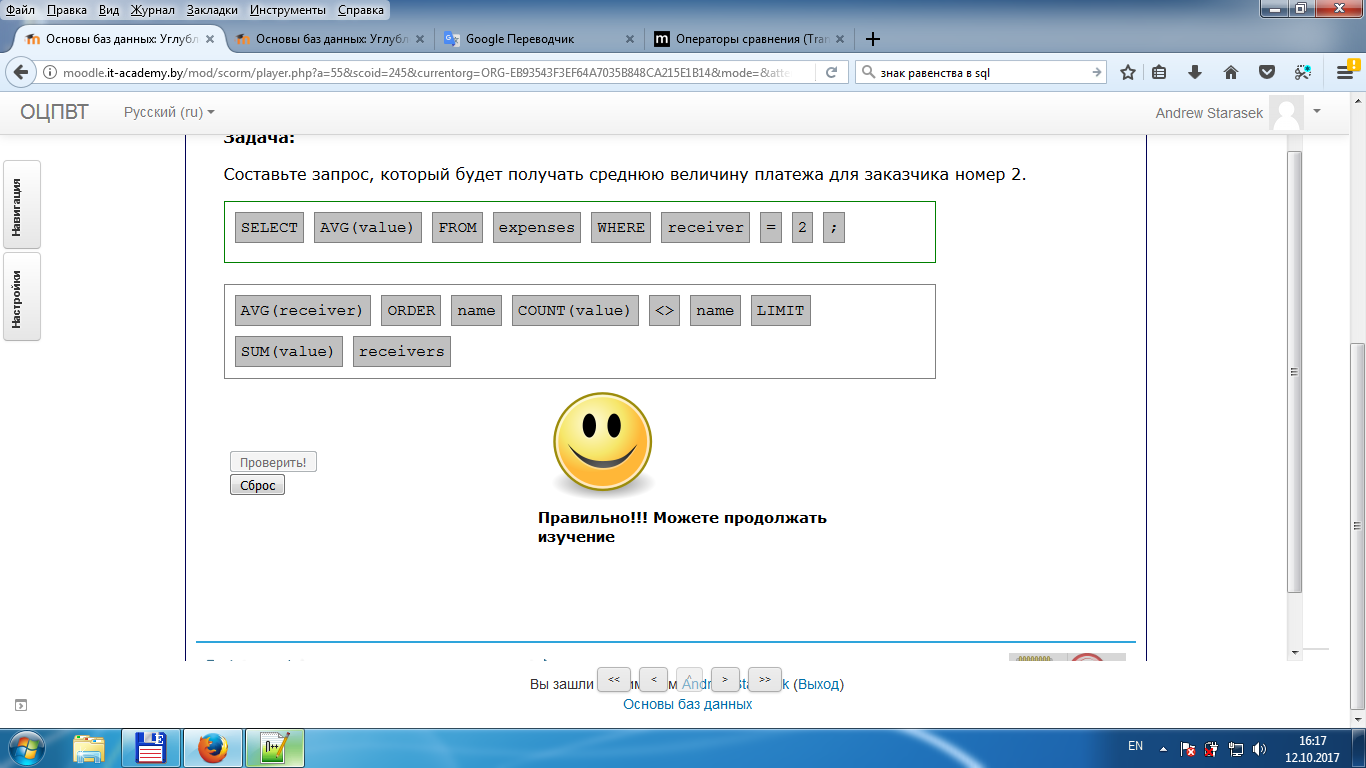 Файл Правка Вид Журнал Закладки Инструменты Справка
Основы баз данных: Углубл × Основы баз данных: Углубл × Google Переводчик × Операторы сравнения (Tran ×
moodle.it-academy.by/mod/scorm/player.php?a=55&scoid=245&currentorg=ORG-EB93543F3EF64A7035B848CA215E1B14&mode=&atte знак равенства в sql
ОЦПВТ Русский (ru) Andrew Starasek
Навигация
Настройки
Задача:
Составьте запрос, который будет получать среднюю величину платежа для заказчика номер 2.
SELECT AVG(value) FROM expenses WHERE receiver = 2 ;
AVG(receiver) ORDER name COUNT(value) <> name LIMIT
SUM(value) receivers
Проверить!
Сброс
Правильно!!! Можете продолжать
изучение
<< < ^ > >>
Вы зашли Andrew Starasek (Выход)
Основы баз данных
EN
16:17
12.10.2017